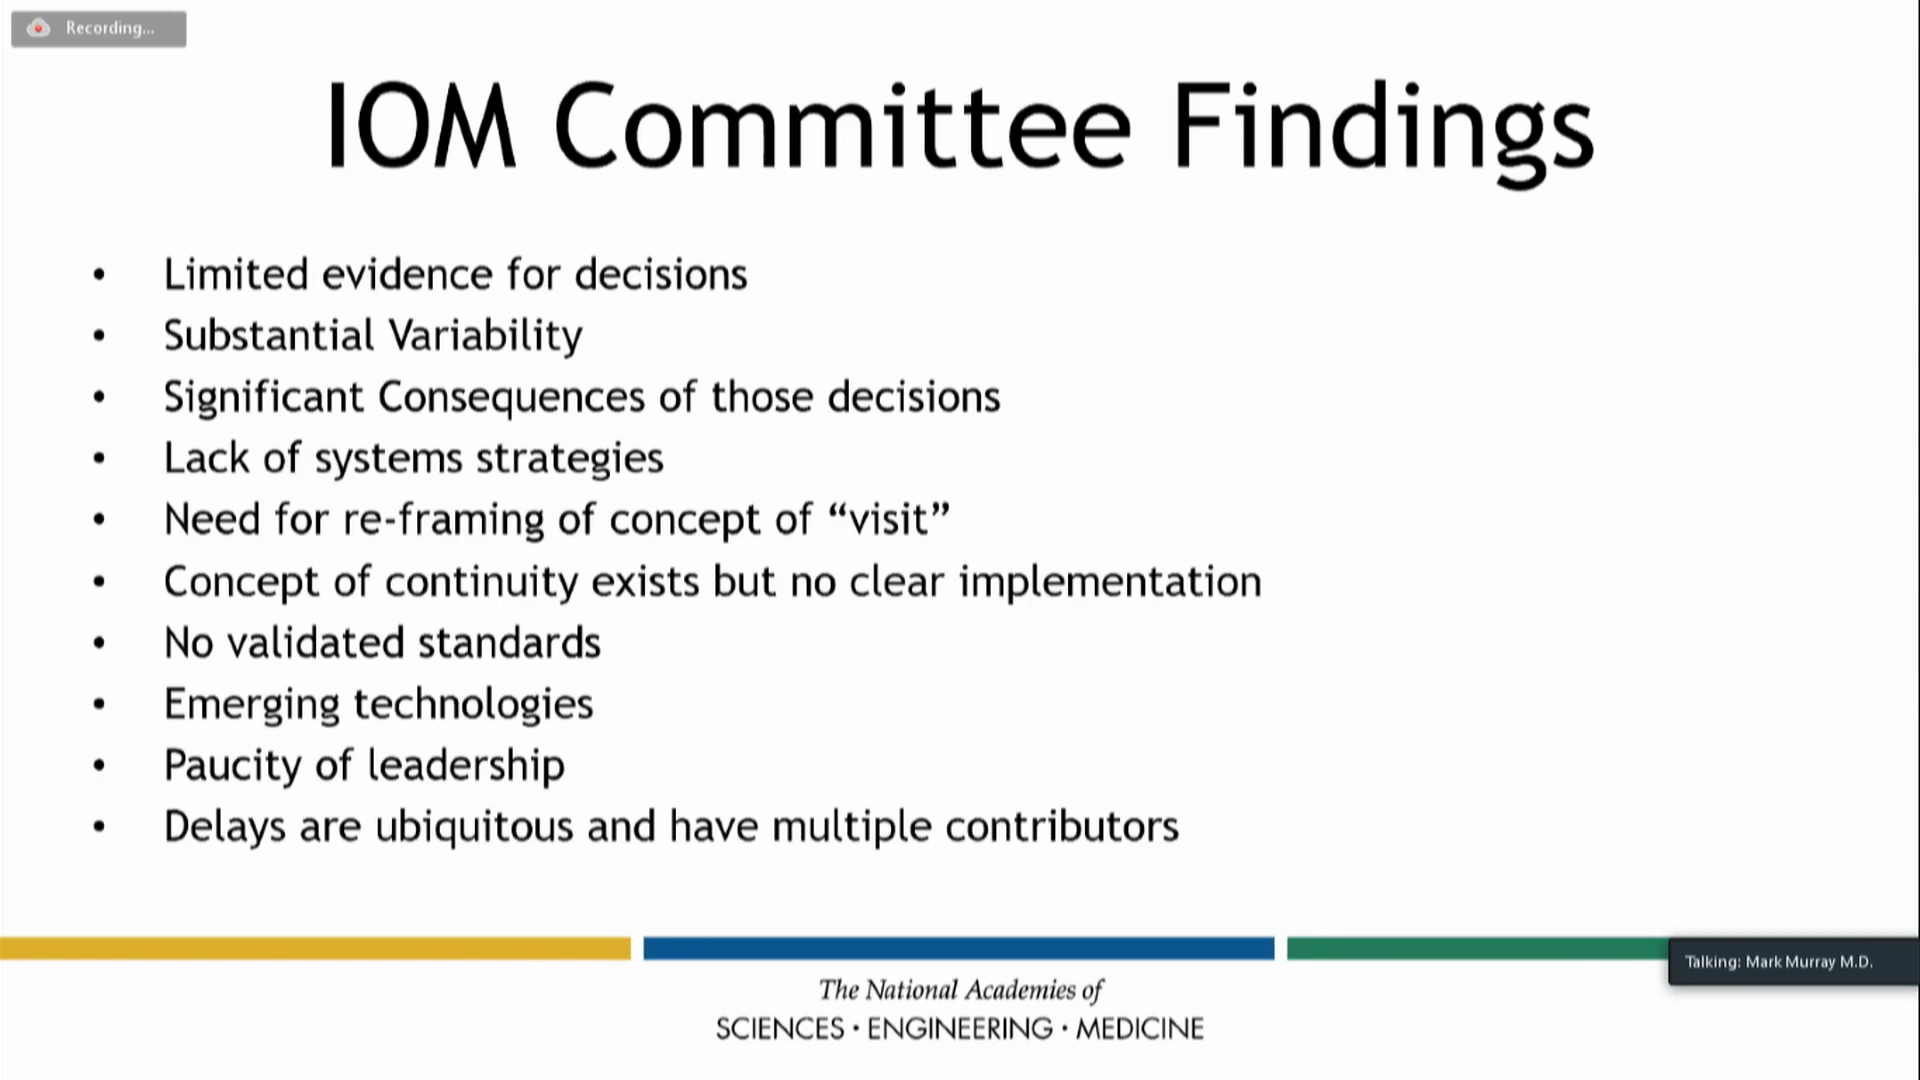 Recording...
IOM Committee Findings
• Limited evidence for decisions
• Substantial Variability
• Significant Consequences of those decisions
• Lack of systems strategies
• Need for re-framing of concept of “visit”
• Concept of continuity exists but no clear implementation
• No validated standards
• Emerging technologies
• Paucity of leadership
• Delays are ubiquitous and have multiple contributors
Talking: Mark Murray M.D.
The National Academies of
SCIENCES · ENGINEERING · MEDICINE